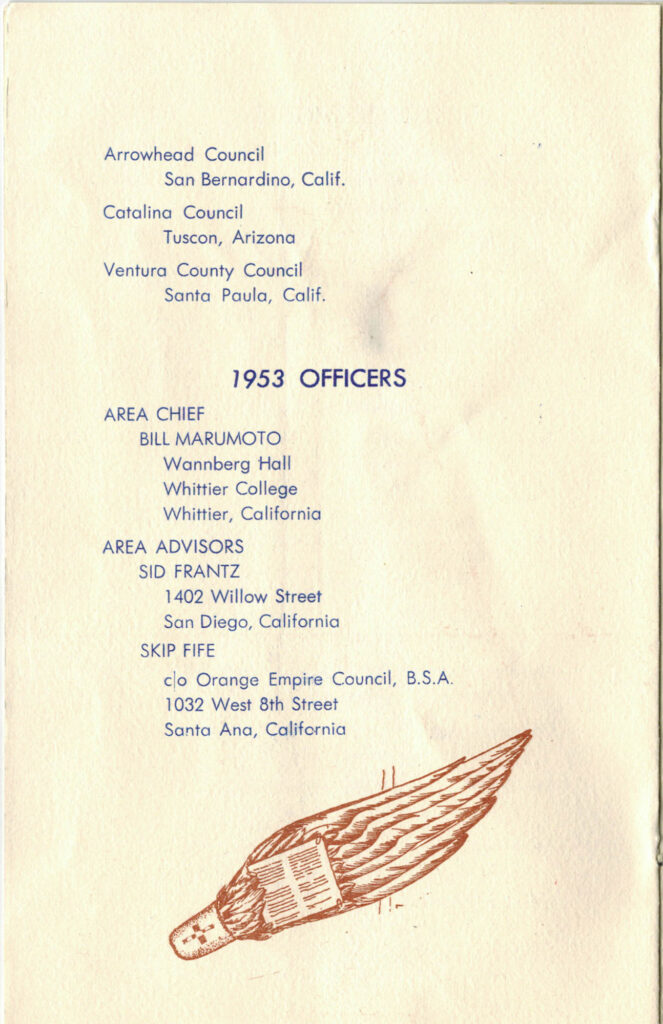 Arrowhead Council
San Bernardino, Calif.
Catalina Council
Tuscon, Arizona
Ventura County Council
Santa Paula, Calif.
1953 OFFICERS
AREA CHIEF
BILL MARUMOTO
Wannberg Hall
Whittier College
Whittier, California
AREA ADVISORS
SID FRANTZ
1402 Willow Street
San Diego, California
SKIP FIFE
c|o Orange Empire Council, B.S.A.
1032 West 8th Street
Santa Ana, California